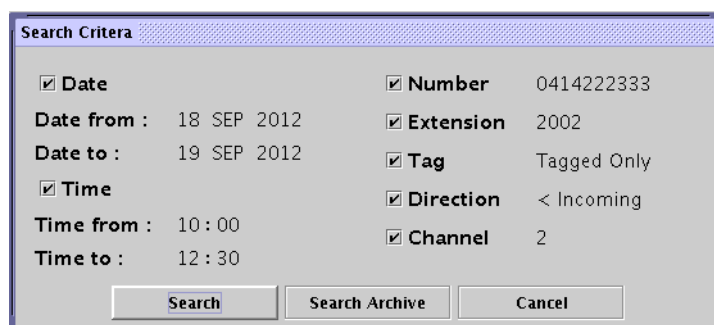 Search Critera
Date
Date from : 18 SEP 2012
Date to : 19 SEP 2012
Time
Time from : 10 : 00
Time to : 12 : 30
Number 0414222333
Extension 2002
Tag Tagged Only
Direction < Incoming
Channel 2
Search Search Archive Cancel